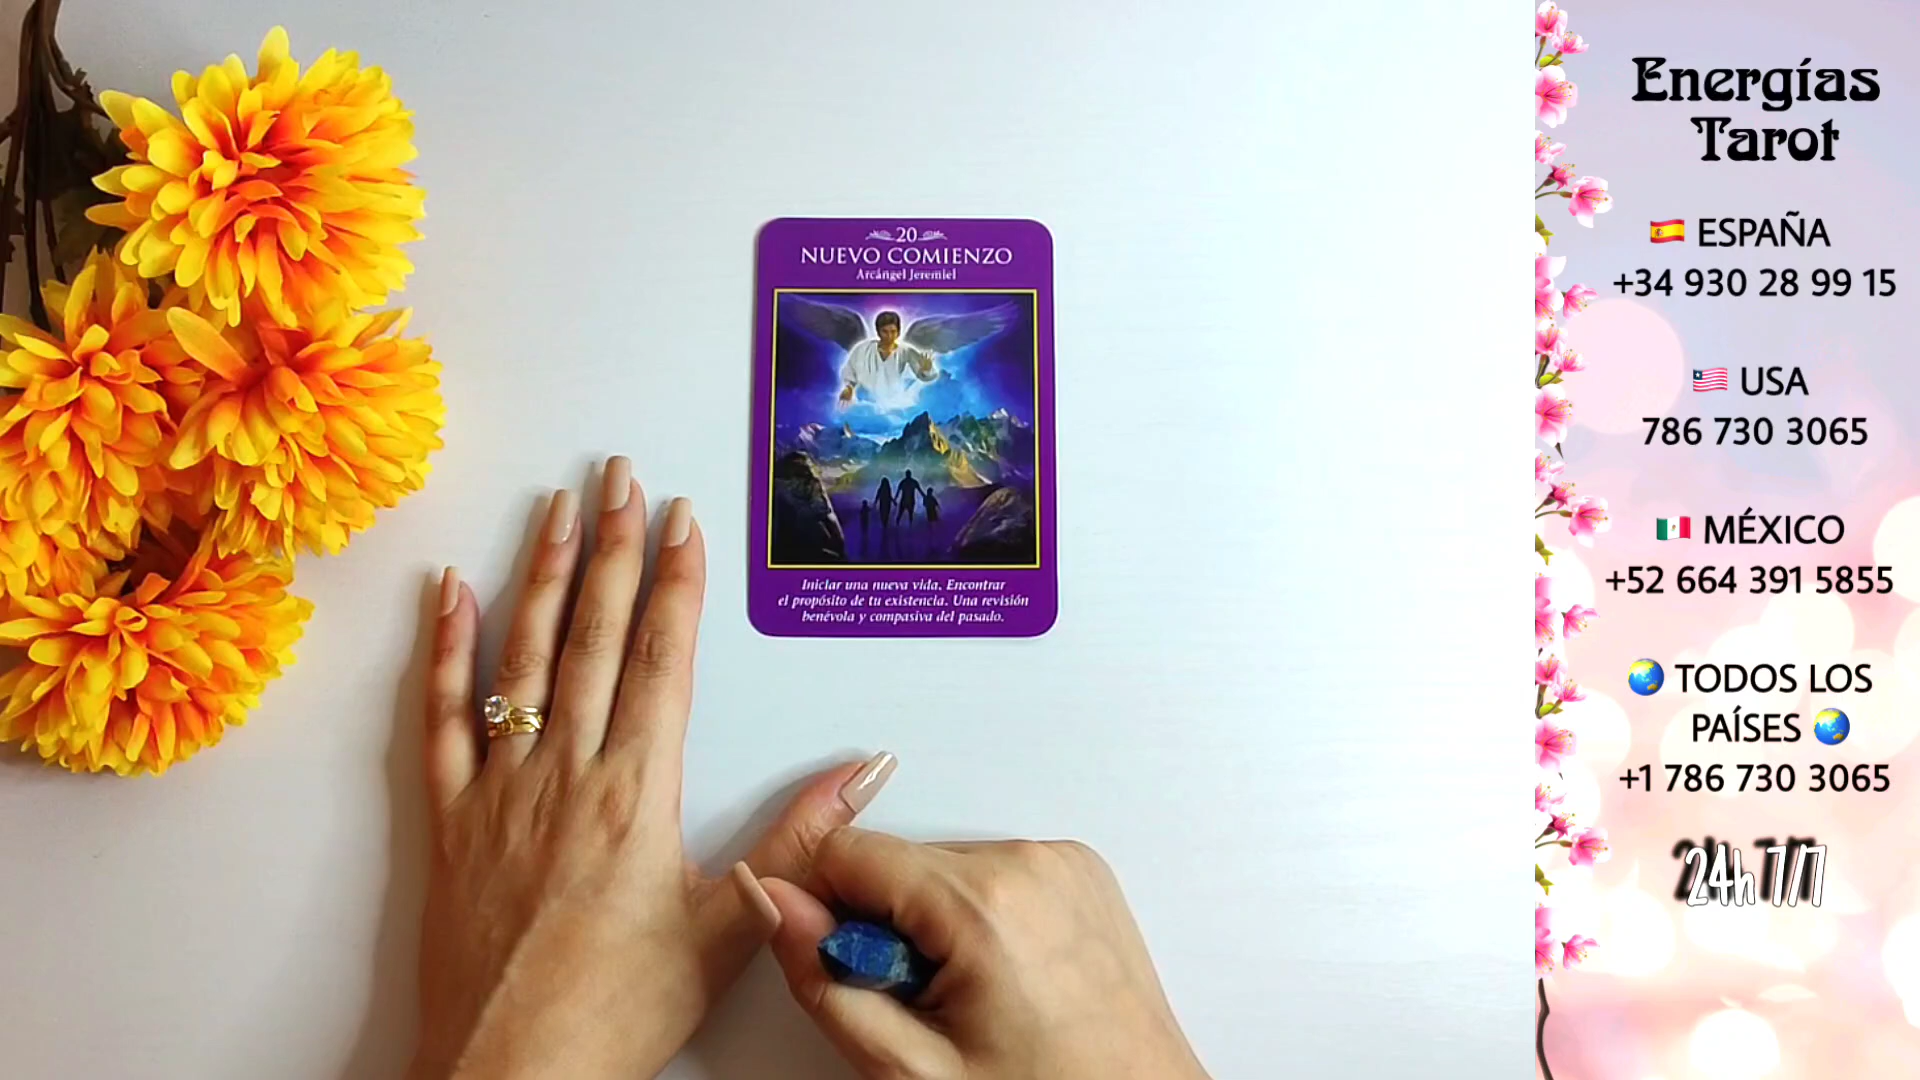 20
NUEVO COMIENZO
Arcángel Jeremiel
Iniciar una nueva vida. Encontrar
el propósito de tu existencia. Una revisión
benévola y compasiva del pasado.
Energías
Tarot
ESPAÑA
+34 930 28 99 15
USA
786 730 3065
MÉXICO
+52 664 391 5855
TODOS LOS
PAÍSES
+1 786 730 3065
24h 7/7